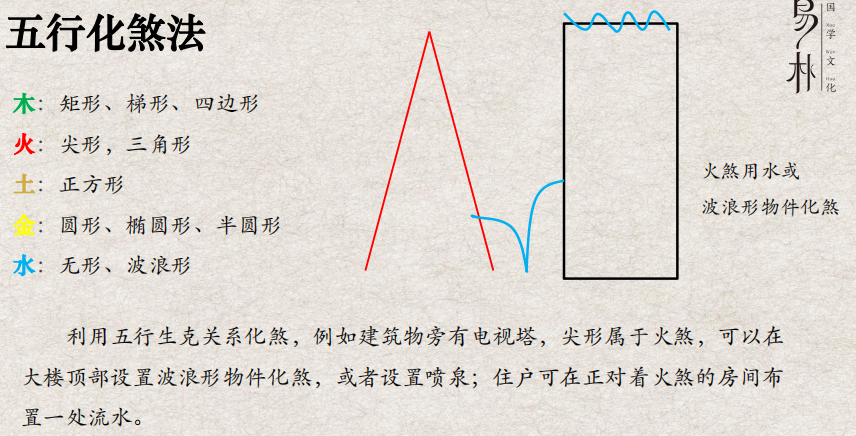 五行化煞法
木：矩形、梯形、四边形
火：尖形，三角形
土：正方形
金：圆形、椭圆形、半圆形
水：无形、波浪形
易朴
国学文化
火煞用水或
波浪形物件化煞
利用五行生克关系化煞，例如建筑物旁有电视塔，尖形属于火煞，可以在
大楼顶部设置波浪形物件化煞，或者设置喷泉；住户可在正对着火煞的房间布
置一处流水。